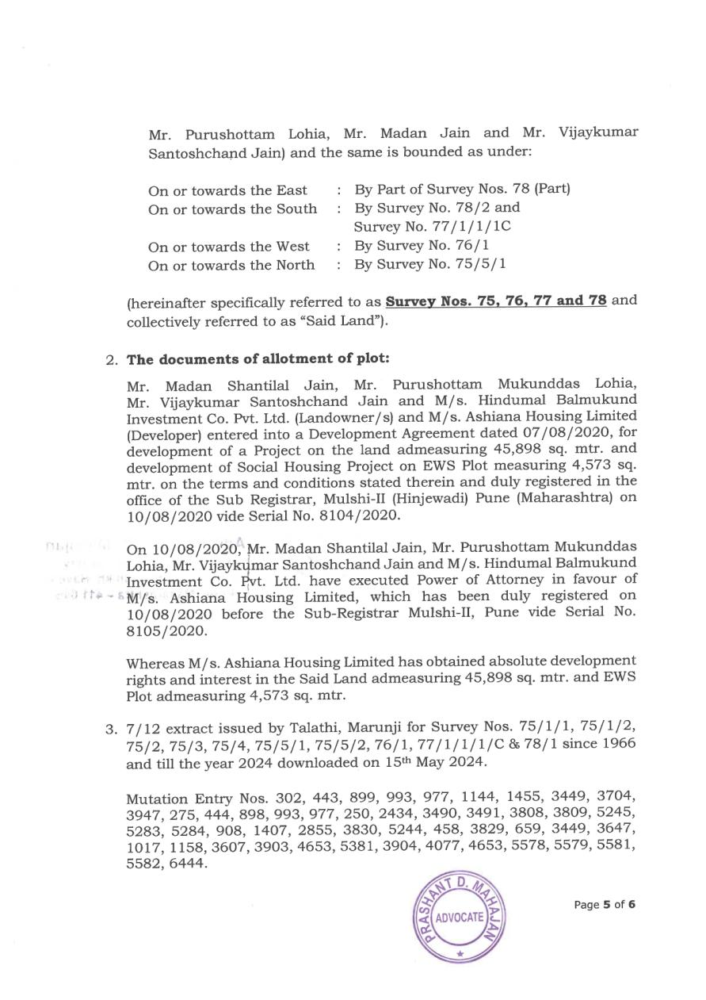 Mr. Purushottam Lohia, Mr. Madan Jain and Mr. Vijaykumar
Santoshchand Jain) and the same is bounded as under:
On or towards the East : By Part of Survey Nos. 78 (Part)
On or towards the South : By Survey No. 78/2 and
Survey No. 77/1/1/1C
On or towards the West : By Survey No. 76/1
On or towards the North : By Survey No. 75/5/1
(hereinafter specifically referred to as Survey Nos. 75, 76, 77 and 78 and
collectively referred to as “Said Land”).
2. The documents of allotment of plot:
Mr. Madan Shantilal Jain, Mr. Purushottam Mukunddas Lohia,
Mr. Vijaykumar Santoshchand Jain and M/s. Hindumal Balmukund
Investment Co. Pvt. Ltd. (Landowner/s) and M/s. Ashiana Housing Limited
(Developer) entered into a Development Agreement dated 07/08/2020, for
development of a Project on the land admeasuring 45,898 sq. mtr. and
development of Social Housing Project on EWS Plot measuring 4,573 sq.
mtr. on the terms and conditions stated therein and duly registered in the
office of the Sub Registrar, Mulshi-II (Hinjewadi) Pune (Maharashtra) on
10/08/2020 vide Serial No. 8104/2020.
On 10/08/2020, Mr. Madan Shantilal Jain, Mr. Purushottam Mukunddas
Lohia, Mr. Vijaykumar Santoshchand Jain and M/s. Hindumal Balmukund
Investment Co. Pvt. Ltd. have executed Power of Attorney in favour of
M/s. Ashiana Housing Limited, which has been duly registered on
10/08/2020 before the Sub-Registrar Mulshi-II, Pune vide Serial No.
8105/2020.
Whereas M/s. Ashiana Housing Limited has obtained absolute development
rights and interest in the Said Land admeasuring 45,898 sq. mtr. and EWS
Plot admeasuring 4,573 sq. mtr.
3. 7/12 extract issued by Talathi, Marunji for Survey Nos. 75/1/1, 75/1/2,
75/2, 75/3, 75/4, 75/5/1, 75/5/2, 76/1, 77/1/1/1/C & 78/1 since 1966
and till the year 2024 downloaded on 15th May 2024.
Mutation Entry Nos. 302, 443, 899, 993, 977, 1144, 1455, 3449, 3704,
3947, 275, 444, 898, 993, 977, 250, 2434, 3490, 3491, 3808, 3809, 5245,
5283, 5284, 908, 1407, 2855, 3830, 5244, 458, 3829, 659, 3449, 3647,
1017, 1158, 3607, 3903, 4653, 5381, 3904, 4077, 4653, 5578, 5579, 5581,
5582, 6444.
PRASHANT D. MAHAJAN
ADVOCATE
Page 5 of 6